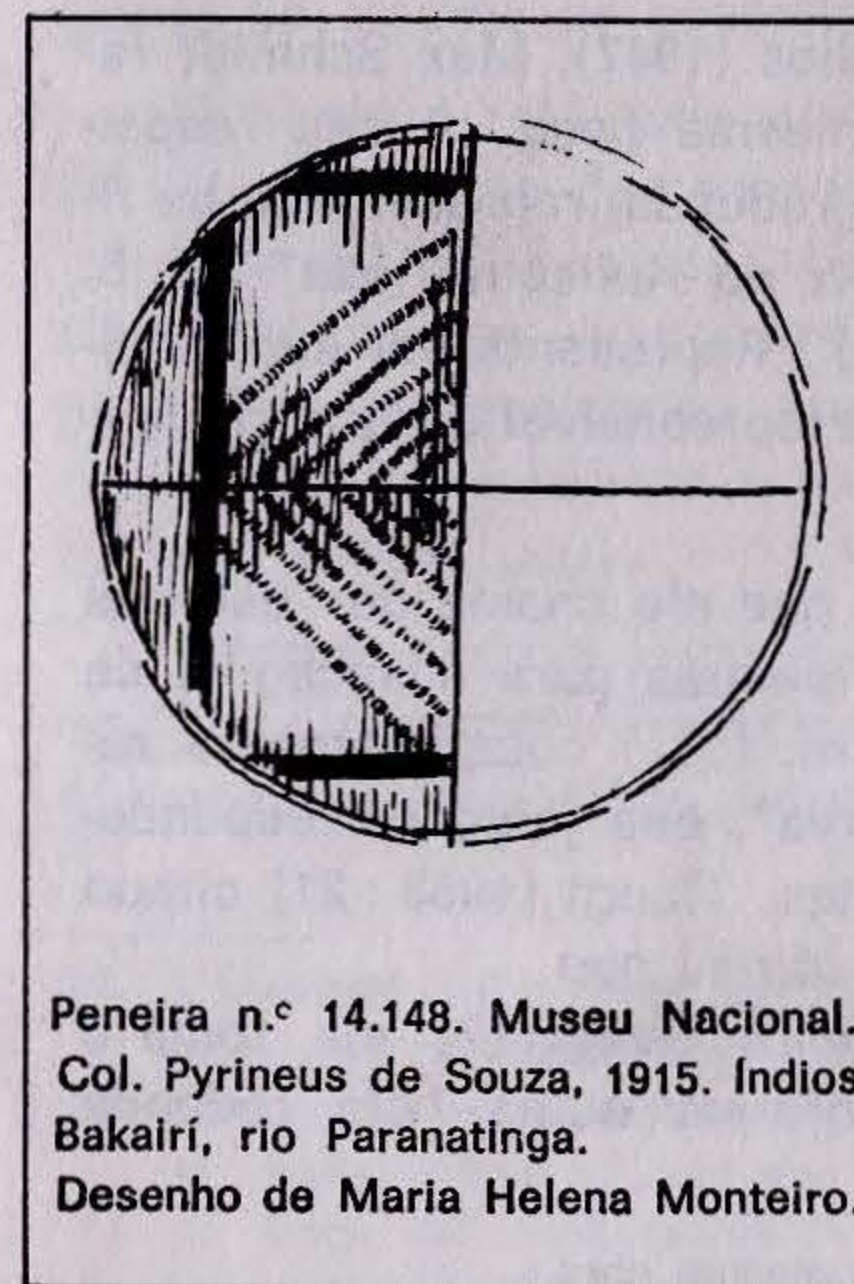 Peneira n.º 14.148. Museu Nacional.
Col. Pyrineus de Souza, 1915. Índios
Bakairí, rio Paranatinga.
Desenho de Maria Helena Monteiro.